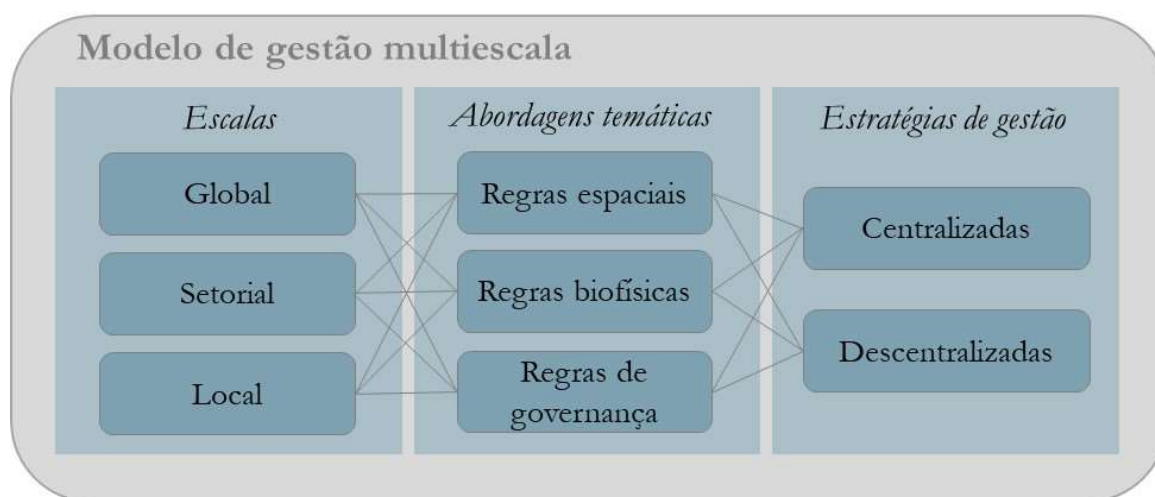 Modelo de gestão multiescala
Escalas
Global
Setorial
Local
Abordagens temáticas
Regras espaciais
Regras biofísicas
Regras de
governança
Estratégias de gestão
Centralizadas
Descentralizadas